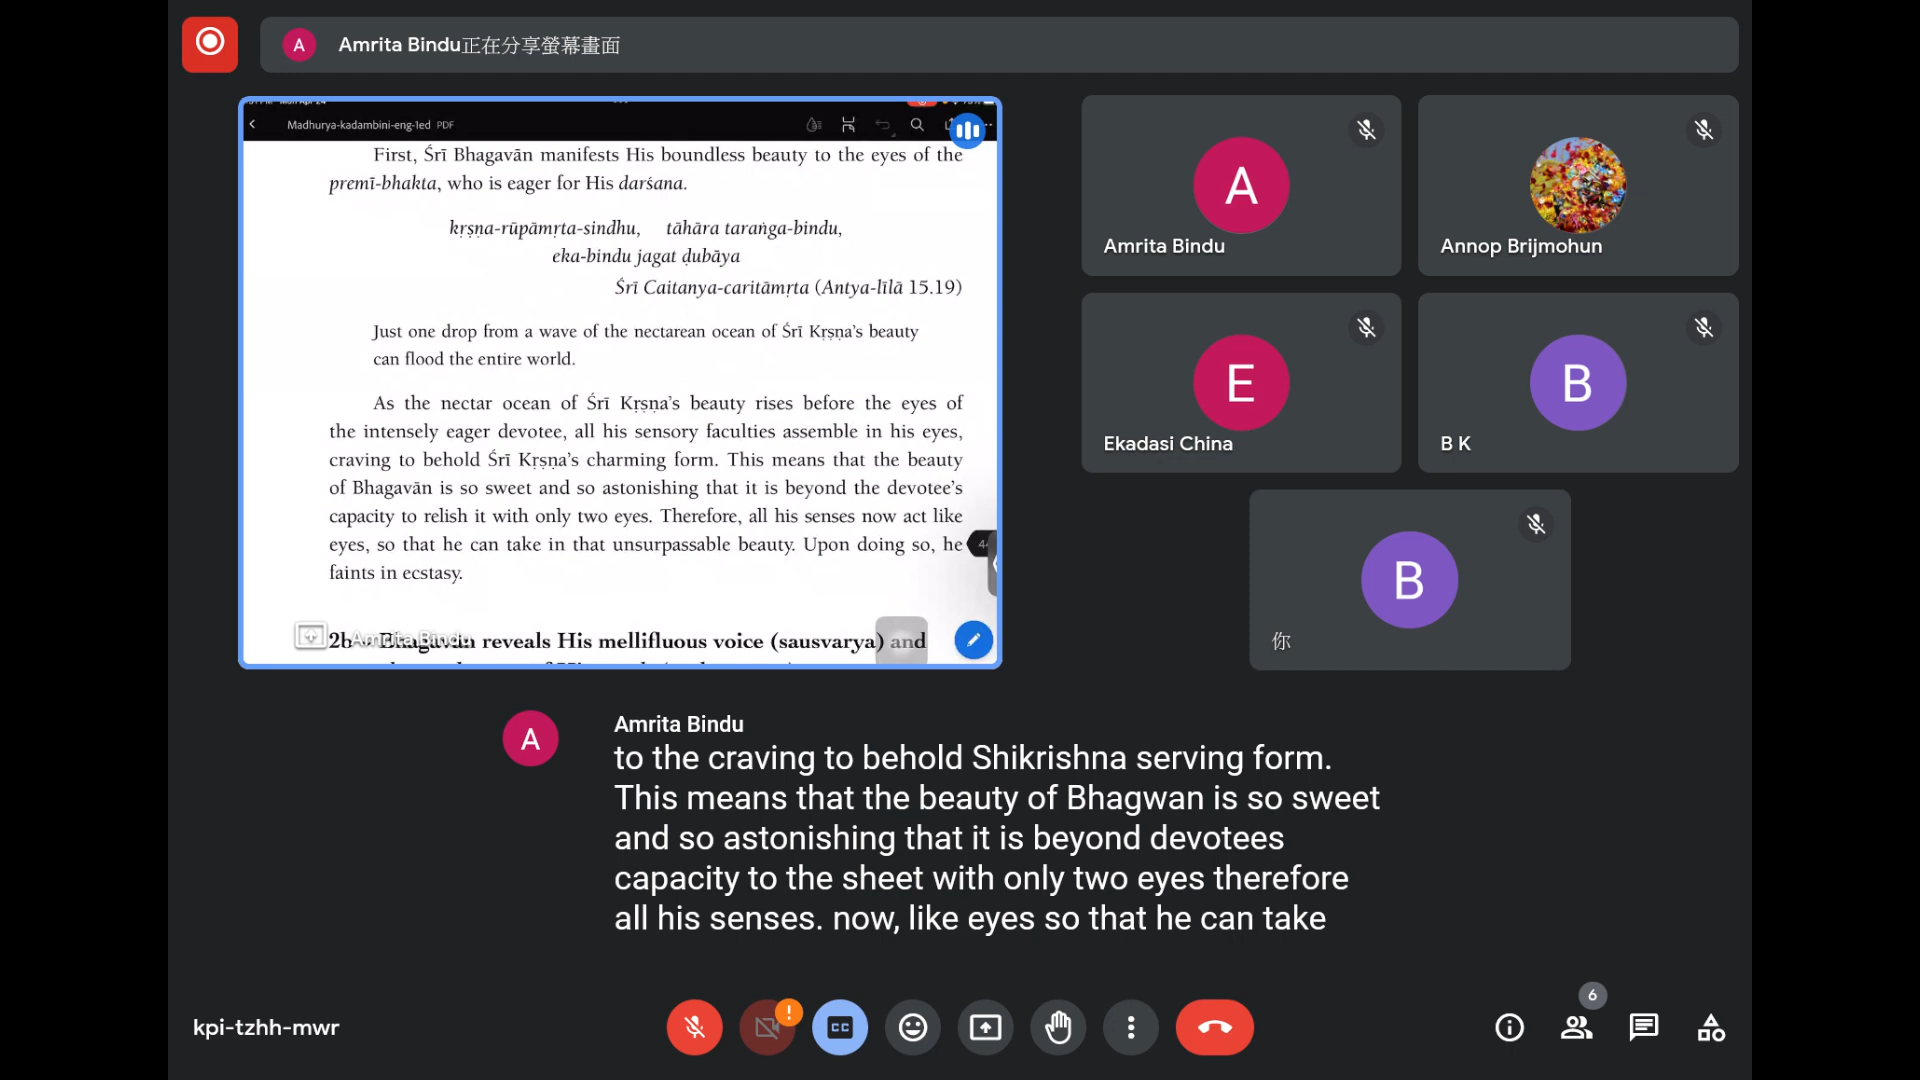 A Amrita Bindu正在分享螢幕畫面
Madhurya-kadambini-eng-1ed PDF
First, Śrī Bhagavān manifests His boundless beauty to the eyes of the
premī-bhakta, who is eager for His darśana.
kṛṣṇa-rūpāmṛta-sindhu, tāhāra taraṅga-bindu,
eka-bindu jagat ḍubāya
Śrī Caitanya-caritāmṛta (Antya-līlā 15.19)
Just one drop from a wave of the nectarean ocean of Śrī Kṛṣṇa's beauty
can flood the entire world.
As the nectar ocean of Śrī Kṛṣṇa's beauty rises before the eyes of
the intensely eager devotee, all his sensory faculties assemble in his eyes,
craving to behold Śrī Kṛṣṇa's charming form. This means that the beauty
of Bhagavān is so sweet and so astonishing that it is beyond the devotee's
capacity to relish it with only two eyes. Therefore, all his senses now act like
eyes, so that he can take in that unsurpassable beauty. Upon doing so, he
faints in ecstasy.
44
2b – Bhagavān reveals His mellifluous voice (sausvarya) and
Amrita Bindu
A
Amrita Bindu
Annop Brijmohun
E
Ekadasi China
B
B K
B
你
A
Amrita Bindu
to the craving to behold Shikrishna serving form.
This means that the beauty of Bhagwan is so sweet
and so astonishing that it is beyond devotees
capacity to the sheet with only two eyes therefore
all his senses. now, like eyes so that he can take
kpi-tzhh-mwr
!
CC
6